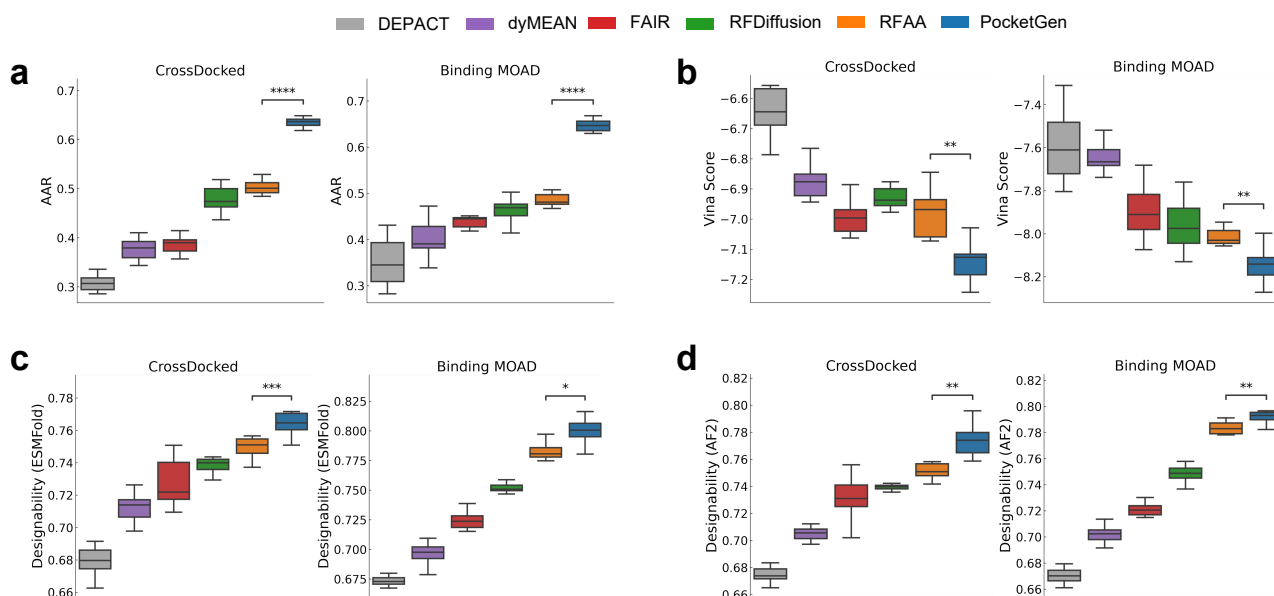 DEPACT dyMEAN FAIR RFDiffusion RFAA PocketGen
a
CrossDocked
AAR
0.7
0.6
0.5
0.4
0.3
****
Binding MOAD
AAR
0.7
0.6
0.5
0.4
0.3
****
b
CrossDocked
Vina Score
−6.6
−6.7
−6.8
−6.9
−7.0
−7.1
−7.2
**
Binding MOAD
Vina Score
−7.4
−7.6
−7.8
−8.0
−8.2
**
c
CrossDocked
Designability (ESMFold)
0.78
0.76
0.74
0.72
0.70
0.68
0.66
***
Binding MOAD
Designability (ESMFold)
0.825
0.800
0.775
0.750
0.725
0.700
0.675
*
d
CrossDocked
Designability (AF2)
0.82
0.80
0.78
0.76
0.74
0.72
0.70
0.68
0.66
**
Binding MOAD
Designability (AF2)
0.82
0.80
0.78
0.76
0.74
0.72
0.70
0.68
0.66
**